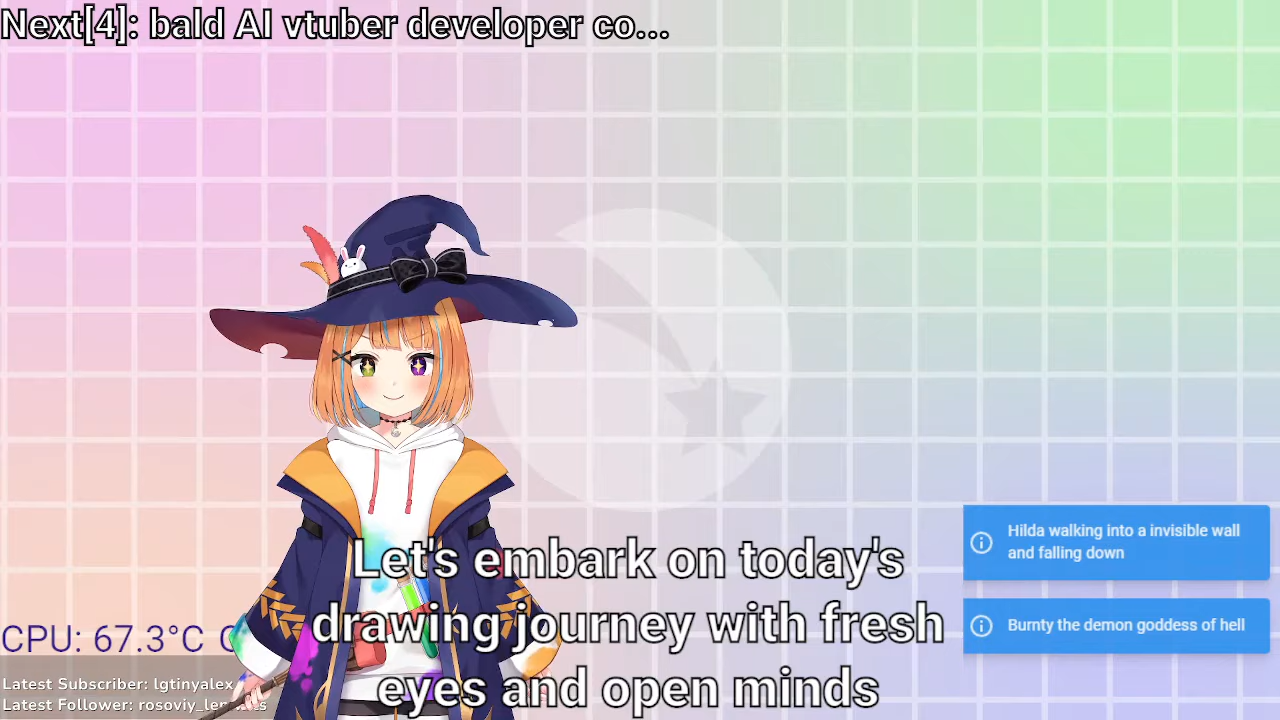 Next[4]: bald AI vtuber developer co...
Hilda walking into a invisible wall
and falling down
Burnty the demon goddess of hell
Let's embark on today's
drawing journey with fresh
eyes and open minds
CPU: 67.3°C
Latest Subscriber: lgtinyalex
Latest Follower: